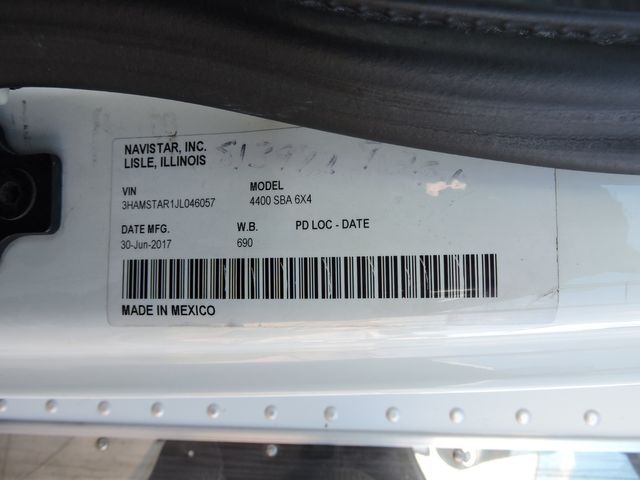 NAVISTAR, INC.
LISLE, ILLINOIS
VIN MODEL
3HAMSTAR1JL046057 4400 SBA 6X4
DATE MFG. W.B. PD LOC - DATE
30-Jun-2017 690
MADE IN MEXICO